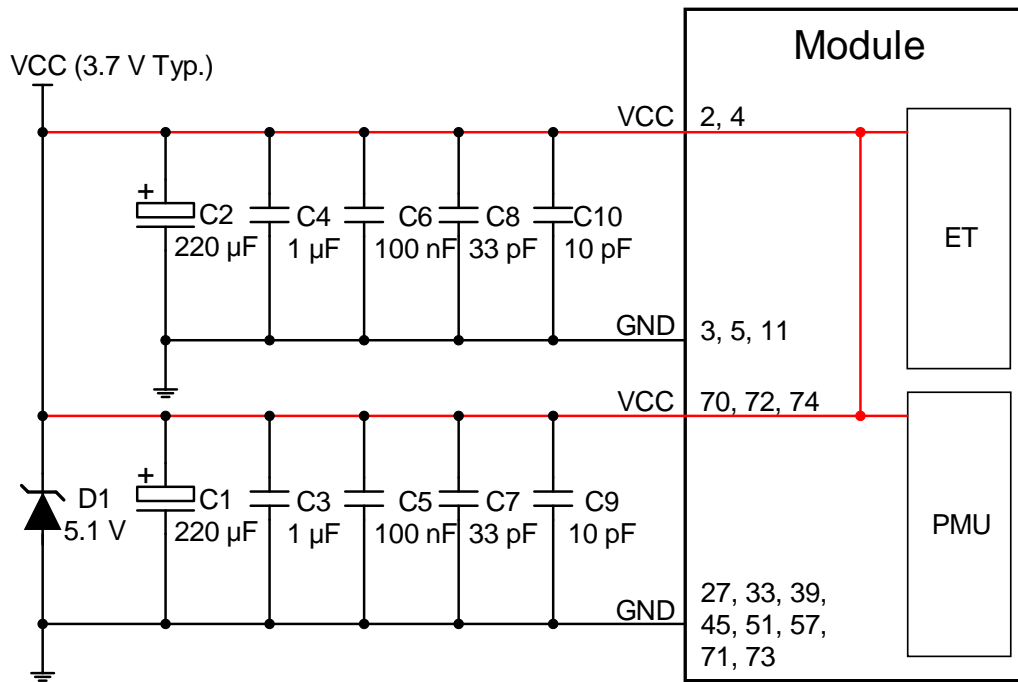 Module
VCC (3.7 V Typ.)
VCC
2, 4
+
C2
220 µF
C4
1 µF
C6
100 nF
C8
33 pF
C10
10 pF
ET
GND
3, 5, 11
VCC
70, 72, 74
D1
5.1 V
+
C1
220 µF
C3
1 µF
C5
100 nF
C7
33 pF
C9
10 pF
PMU
GND
27, 33, 39,
45, 51, 57,
71, 73